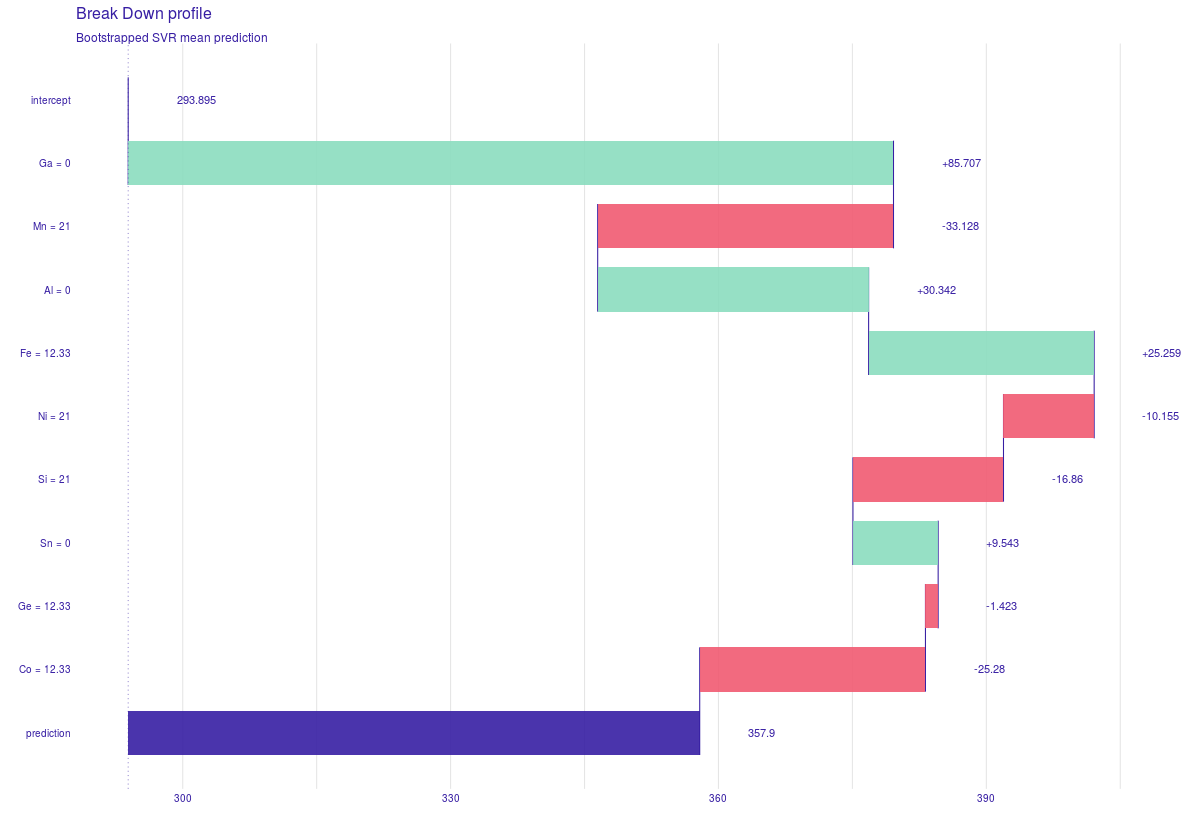 Break Down profile
Bootstrapped SVR mean prediction
intercept 293.895
Ga = 0 +85.707
Mn = 21 -33.128
Al = 0 +30.342
Fe = 12.33 +25.259
Ni = 21 -10.155
Si = 21 -16.86
Sn = 0 +9.543
Ge = 12.33 -1.423
Co = 12.33 -25.28
prediction 357.9
300 330 360 390